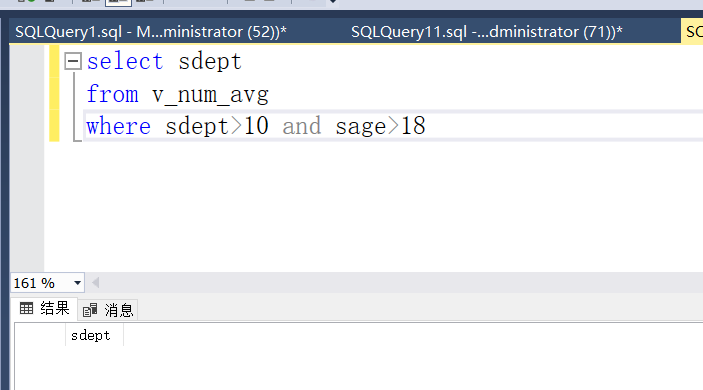 SQLQuery1.sql - M...ministrator (52))*
SQLQuery11.sql -...dministrator (71))*
SC
select sdept
from v_num_avg
where sdept>10 and sage>18
161 %
结果
消息
sdept